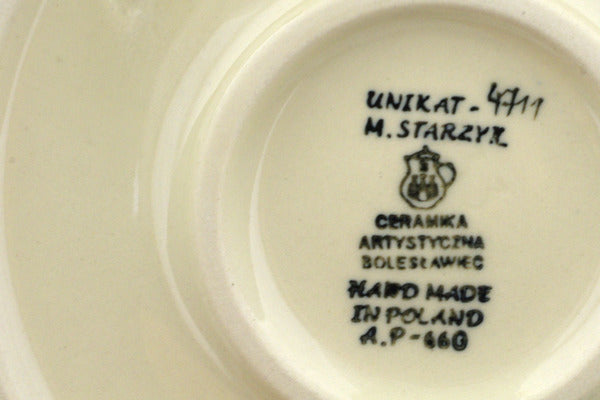 UNIKAT - 4711
M. STARZYK
CERAMIKA
ARTYSTYCZNA
BOLESŁAWIEC
HAND MADE
IN POLAND
A.P-660